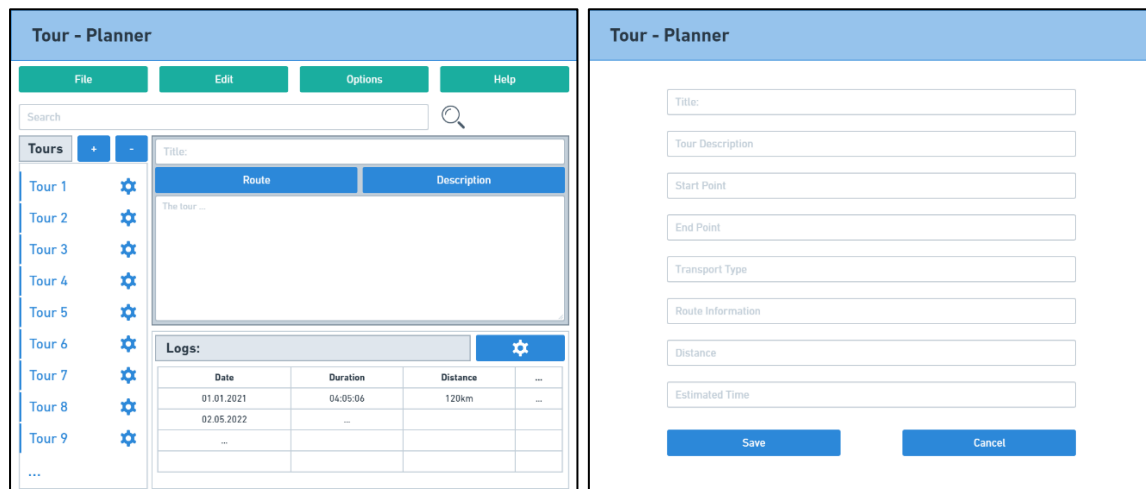 Tour - Planner
File Edit Options Help
Search
Tours + -
Tour 1
Tour 2
Tour 3
Tour 4
Tour 5
Tour 6
Tour 7
Tour 8
Tour 9
...
Title:
Route Description
The tour ...
Logs:
Date Duration Distance ...
01.01.2021 04:05:06 120km ...
02.05.2022 ...
...
Tour - Planner
Title:
Tour Description
Start Point
End Point
Transport Type
Route Information
Distance
Estimated Time
Save Cancel